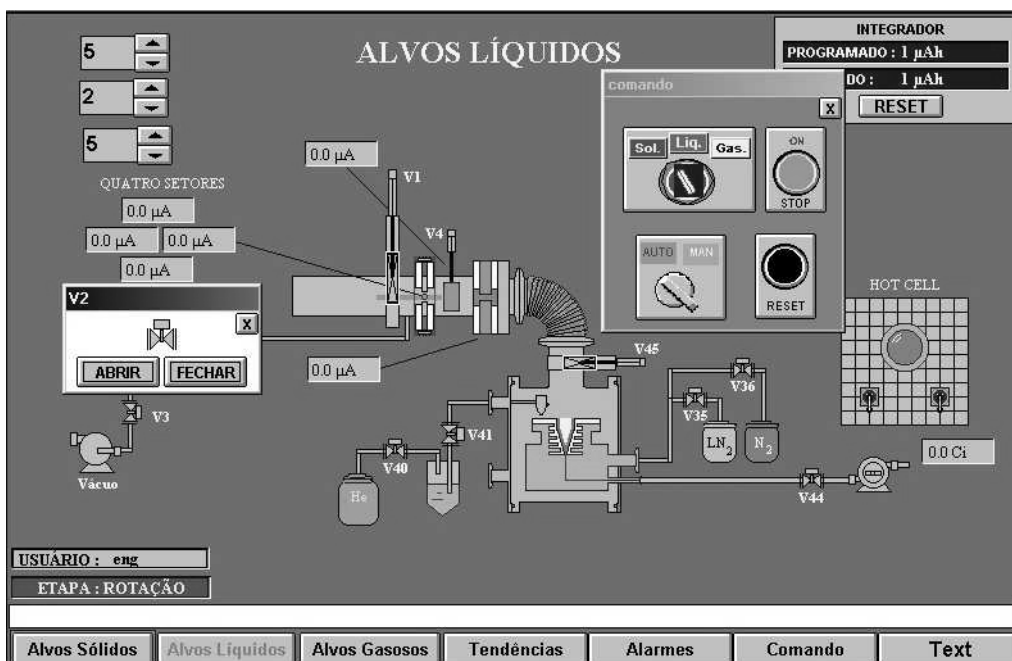 ALVOS LÍQUIDOS
INTEGRADOR
PROGRAMADO : 1 µAh
DO : 1 µAh
RESET
5
2
5
comando
X
Sol. Liq. Gas.
ON
STOP
AUTO MAN
RESET
QUATRO SETORES
0.0 µA
0.0 µA 0.0 µA
0.0 µA
0.0 µA
V1
V4
V2
X
ABRIR FECHAR
0.0 µA
V3
Vácuo
V45
V36
V35
LN2 N2
V41
V40
He
V44
HOT CELL
0.0 Ci
USUÁRIO : eng
ETAPA : ROTAÇÃO
Alvos Sólidos Alvos Líquidos Alvos Gasosos Tendências Alarmes Comando Text